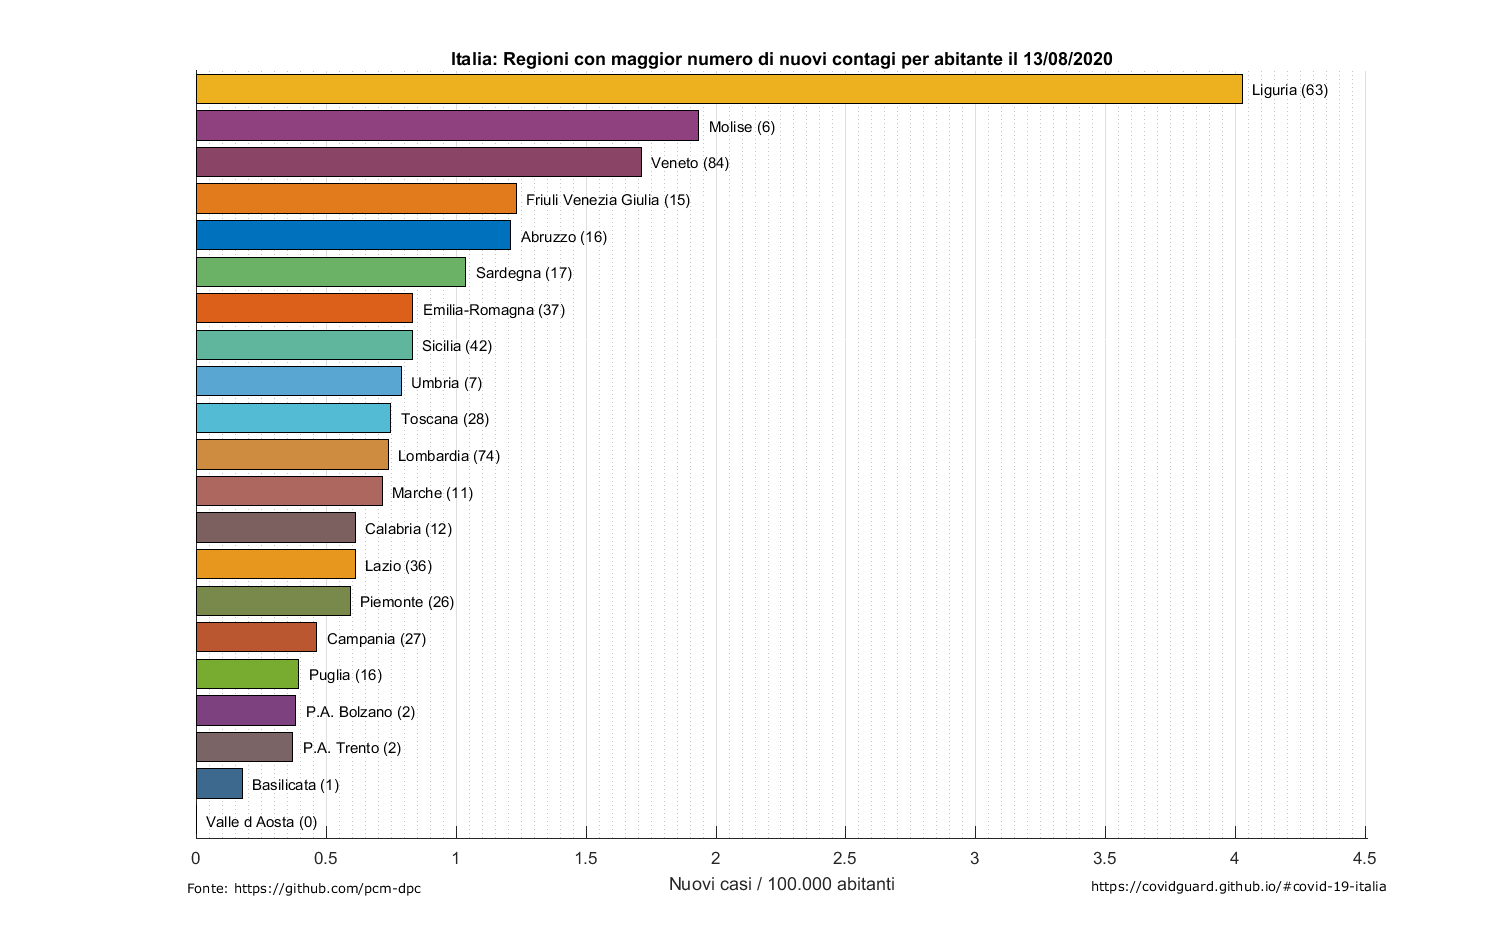 Italia: Regioni con maggior numero di nuovi contagi per abitante il 13/08/2020
Liguria (63)
Molise (6)
Veneto (84)
Friuli Venezia Giulia (15)
Abruzzo (16)
Sardegna (17)
Emilia-Romagna (37)
Sicilia (42)
Umbria (7)
Toscana (28)
Lombardia (74)
Marche (11)
Calabria (12)
Lazio (36)
Piemonte (26)
Campania (27)
Puglia (16)
P.A. Bolzano (2)
P.A. Trento (2)
Basilicata (1)
Valle d Aosta (0)
0 0.5 1 1.5 2 2.5 3 3.5 4 4.5
Nuovi casi / 100.000 abitanti
Fonte: https://github.com/pcm-dpc
https://covidguard.github.io/#covid-19-italia